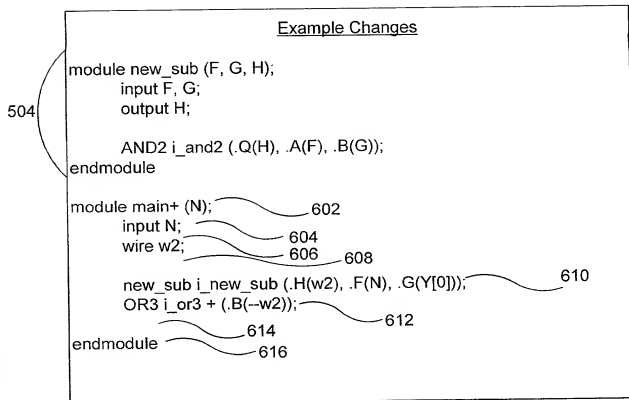 Example Changes
module new_sub (F, G, H);
input F, G;
output H;
504
AND2 i_and2 (.Q(H), .A(F), .B(G));
endmodule
module main+ (N);
602
input N;
604
wire w2;
606
608
new_sub i_new_sub (.H(w2), .F(N), .G(Y[0]));
610
OR3 i_or3 + (.B(--w2));
612
614
endmodule
616